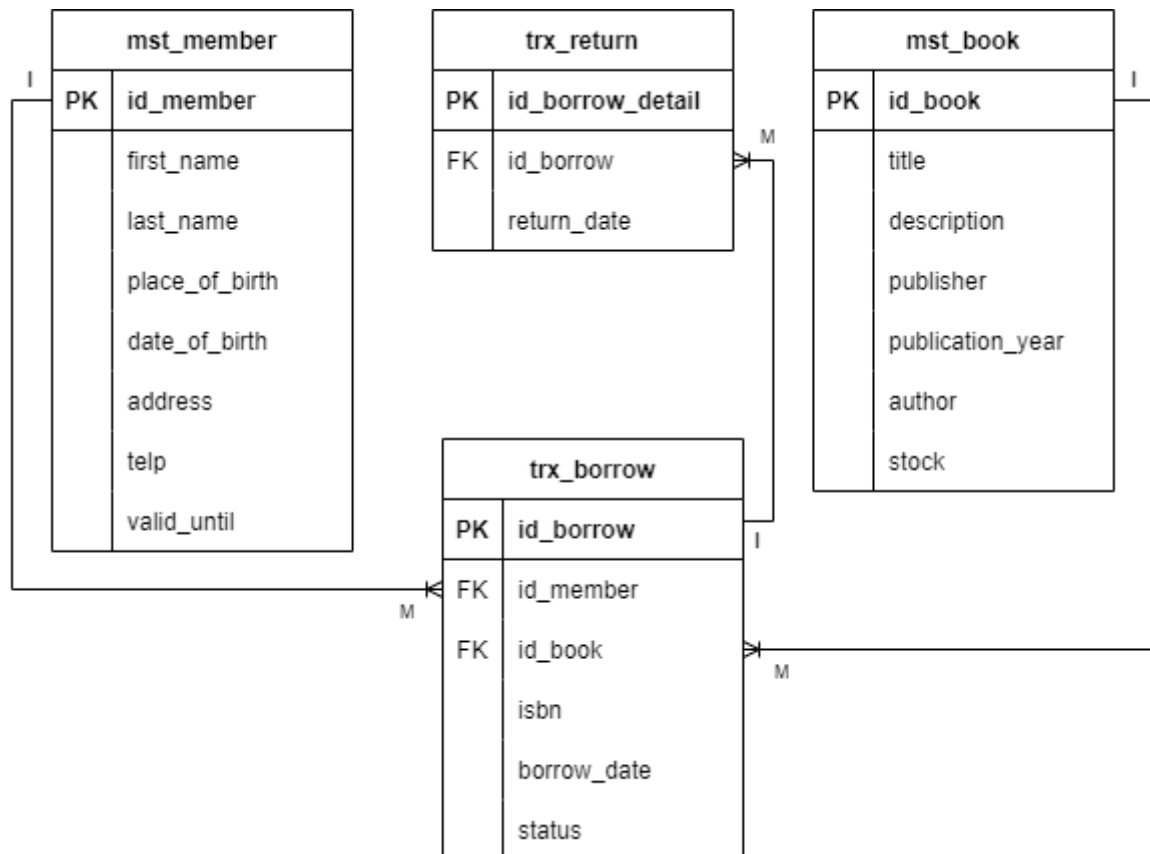 mst_member
I
PK id_member
first_name
last_name
place_of_birth
date_of_birth
address
telp
valid_until
trx_return
PK id_borrow_detail
M
FK id_borrow
return_date
mst_book
I
PK id_book
title
description
publisher
publication_year
author
stock
trx_borrow
PK id_borrow
I
FK id_member
M
FK id_book
M
isbn
borrow_date
status